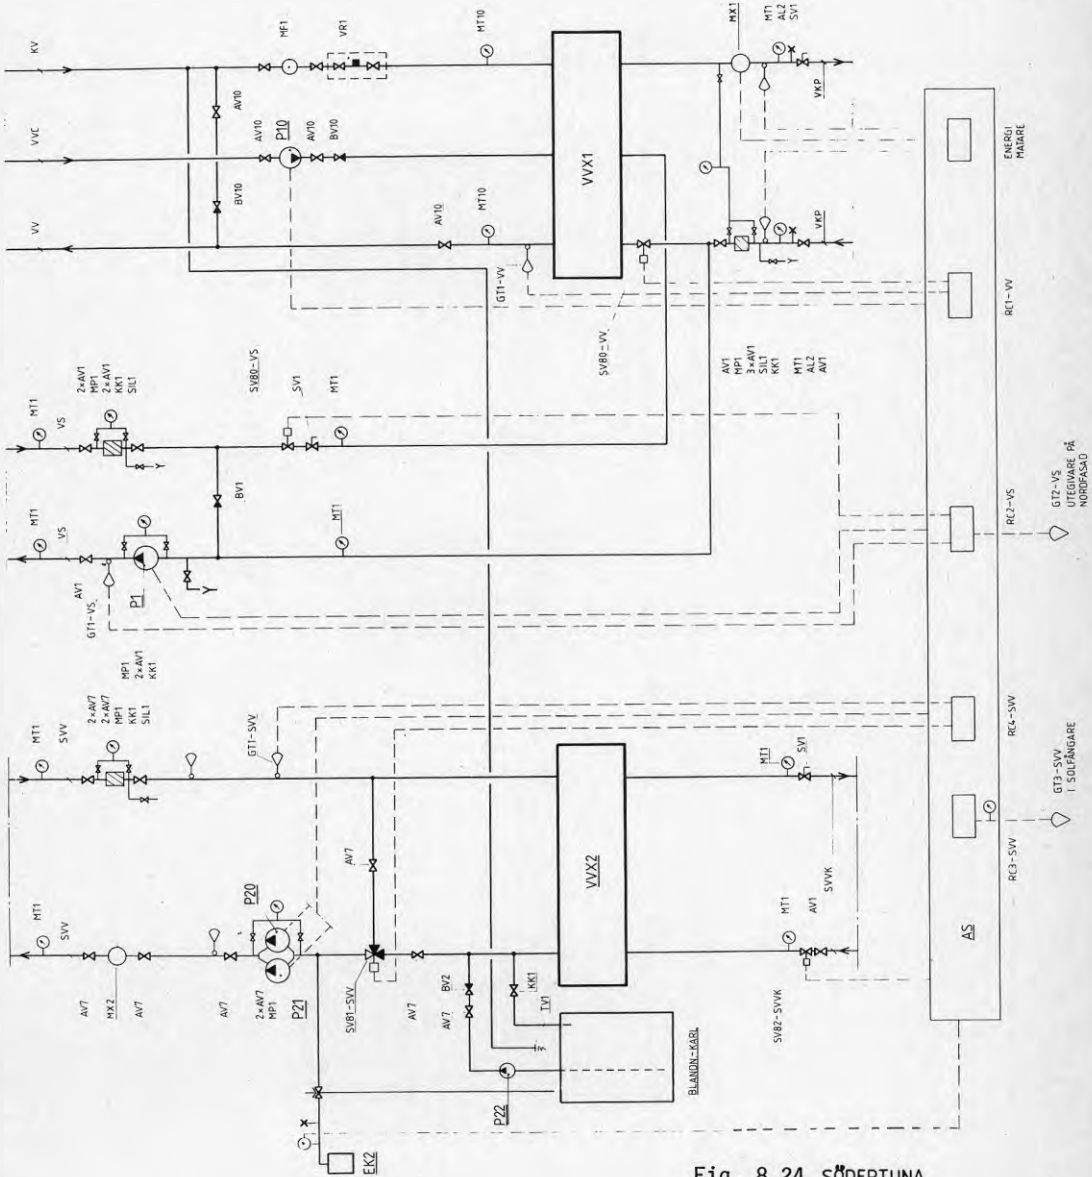 KV
MF1
VR1
MT10
MX1
MT1
AL2
SV1
VKP
VVC
AV10
AV10
P10
AV10
BV10
VVX1
ENERGI
MÄTARE
BV10
VV
AV10
MT10
GT1-VV
SV80-VV
VKP
RC1-VV
AV1
MP1
3×AV1
SIL1
KK1
MT1
AL2
AV1
2×AV1
MP1
2×AV1
KK1
SIL1
MT1
VS
SV80-VS
SV1
MT1
BV1
MT1
VS
MT1
AV1
GT1-VS
P1
MP1
2×AV1
KK1
RC2-VS
GT2-VS
UTEGIVARE PÅ
NORDFASAD
2×AV7
2×AV7
MP1
KK1
SIL1
MT1
SVV
GT1-SVV
VVX2
MT1
SV1
RC4-SVV
GT3-SVV
I SOLFÅNGARE
RC3-SVV
AV7
SVVK
MT1
SVV
P20
AV7
MX2
AV7
AV7
2×AV7
MP1
P21
SV81-SVV
AV7
BV2
AV7
KK1
TV1
MT1
AV1
SV82-SVVK
AS
P22
BLANDN-KARL
EK2
Fig. 8.24 SÖDERTUNA